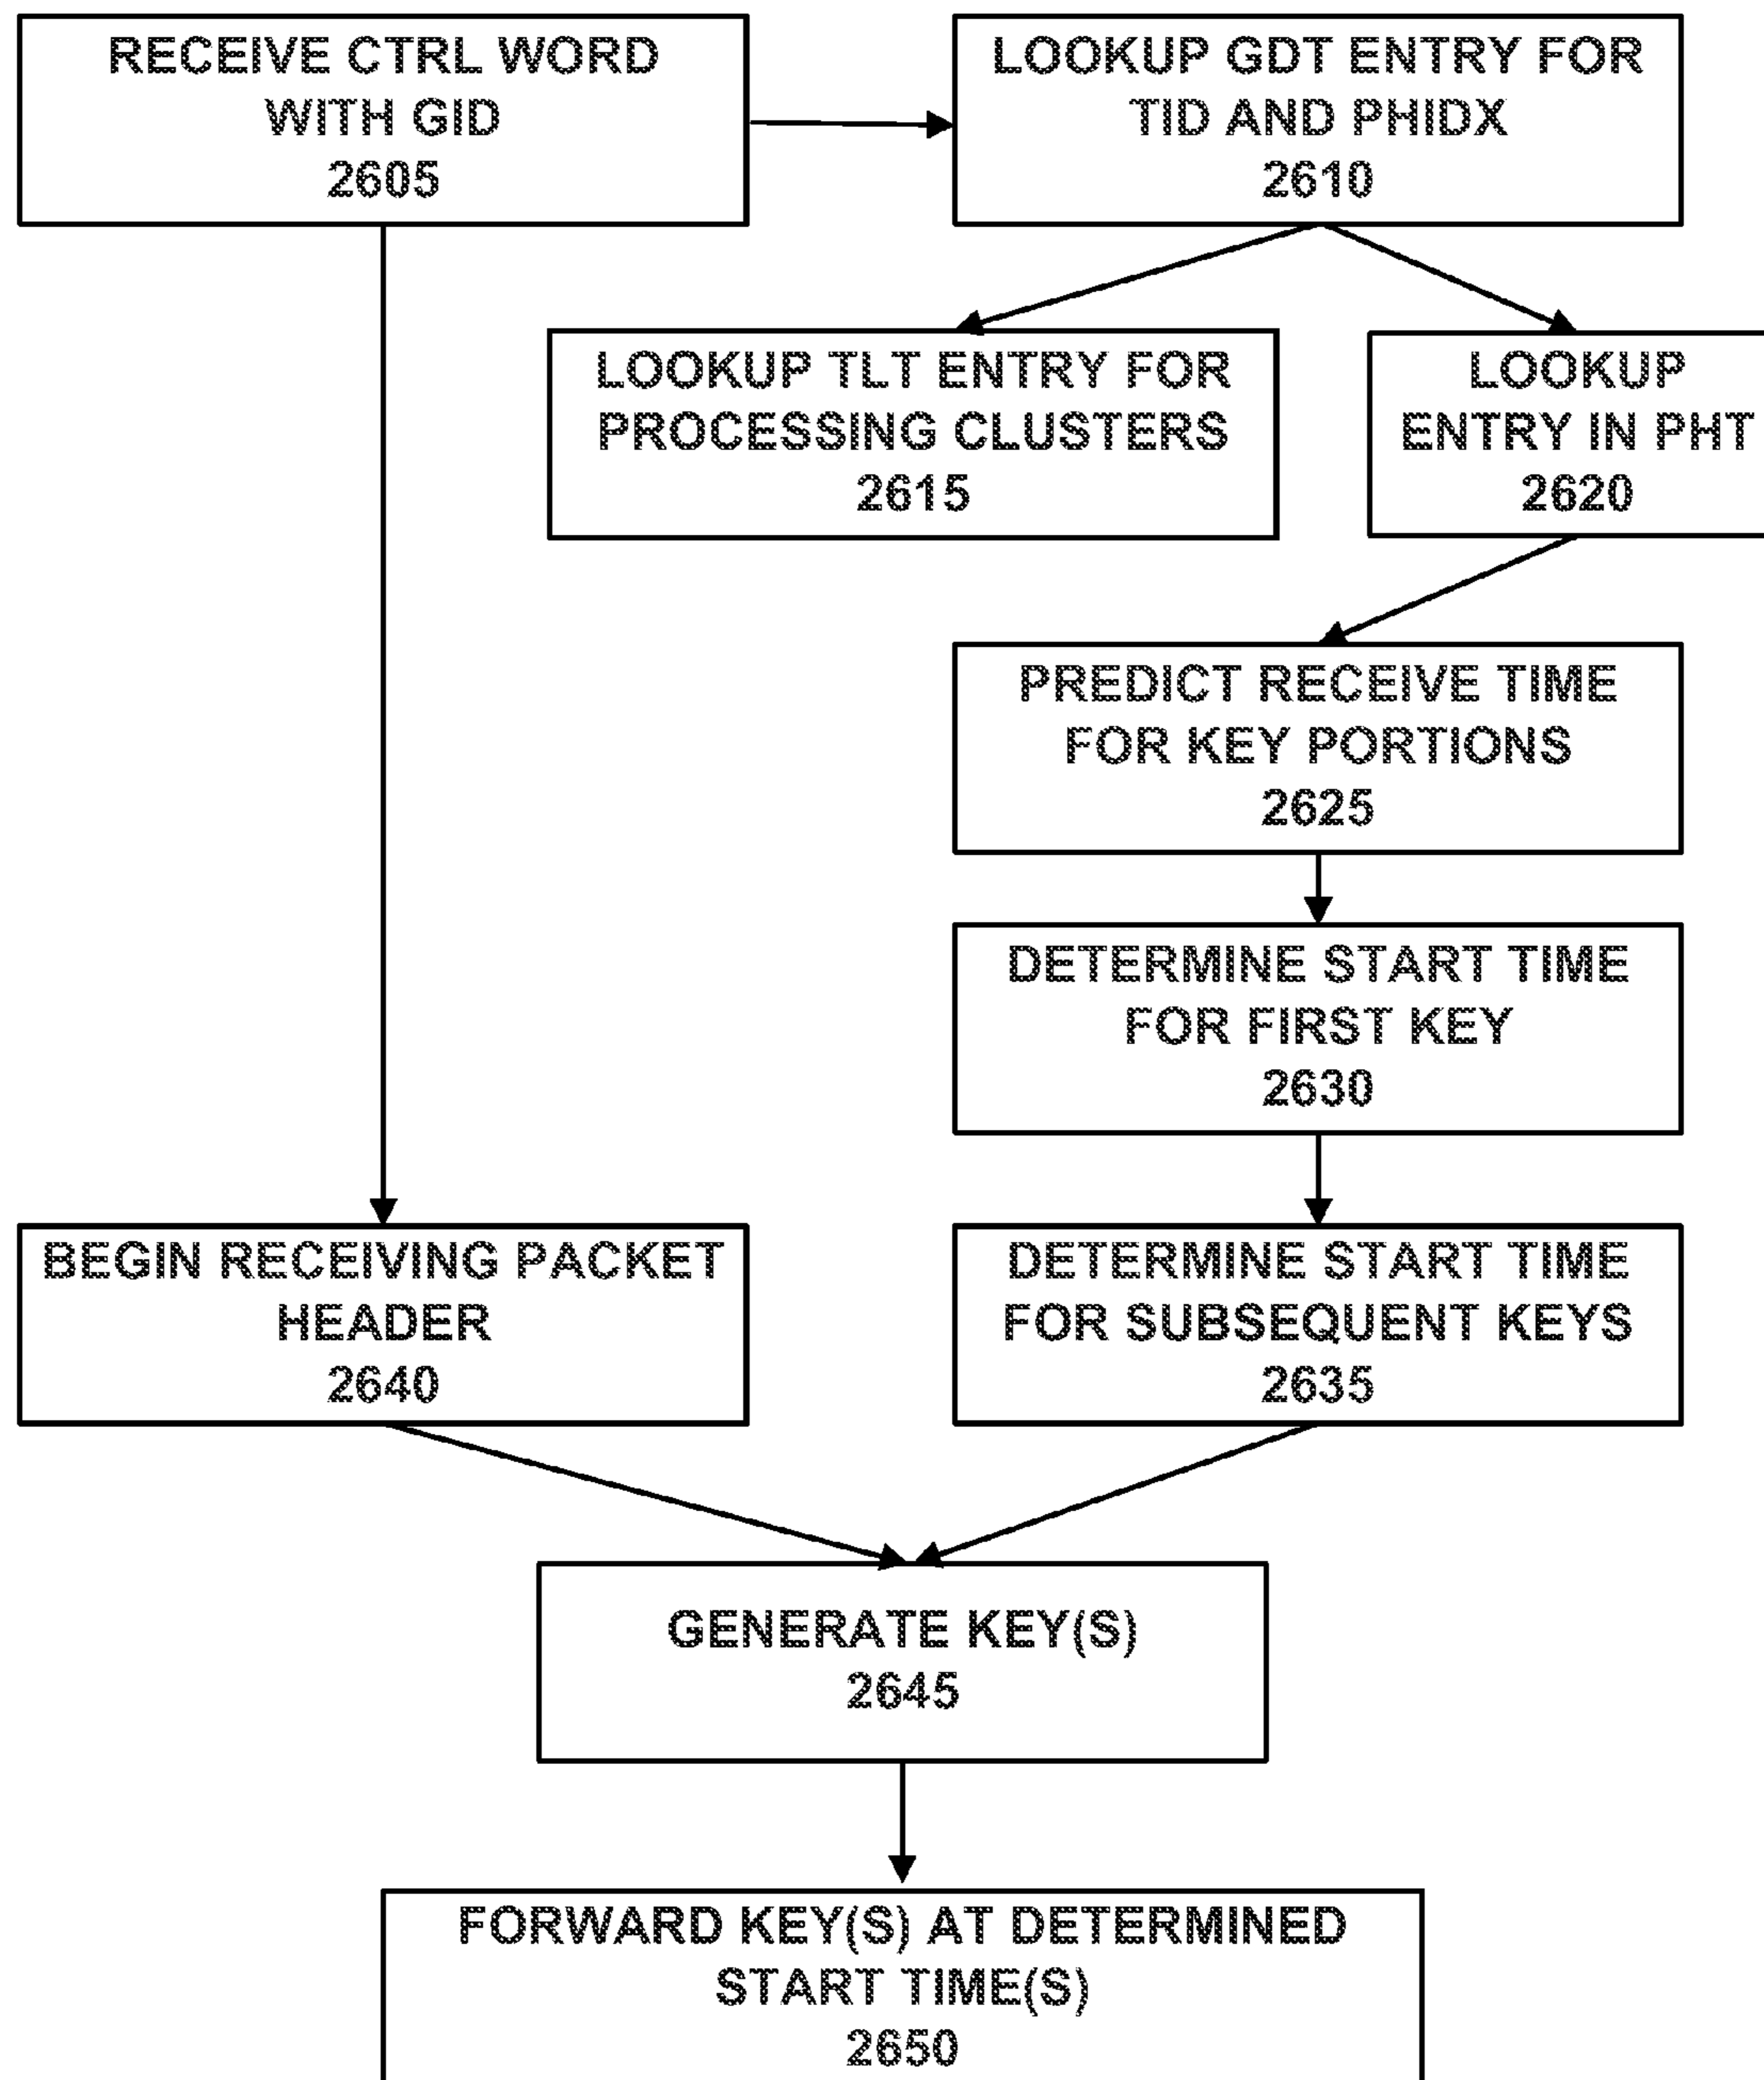 RECEIVE CTRL WORD
WITH GID
2605
LOOKUP GDT ENTRY FOR
TID AND PHIDX
2610
LOOKUP TLT ENTRY FOR
PROCESSING CLUSTERS
2615
LOOKUP
ENTRY IN PHT
2620
PREDICT RECEIVE TIME
FOR KEY PORTIONS
2625
DETERMINE START TIME
FOR FIRST KEY
2630
BEGIN RECEIVING PACKET
HEADER
2640
DETERMINE START TIME
FOR SUBSEQUENT KEYS
2635
GENERATE KEY(S)
2645
FORWARD KEY(S) AT DETERMINED
START TIME(S)
2650